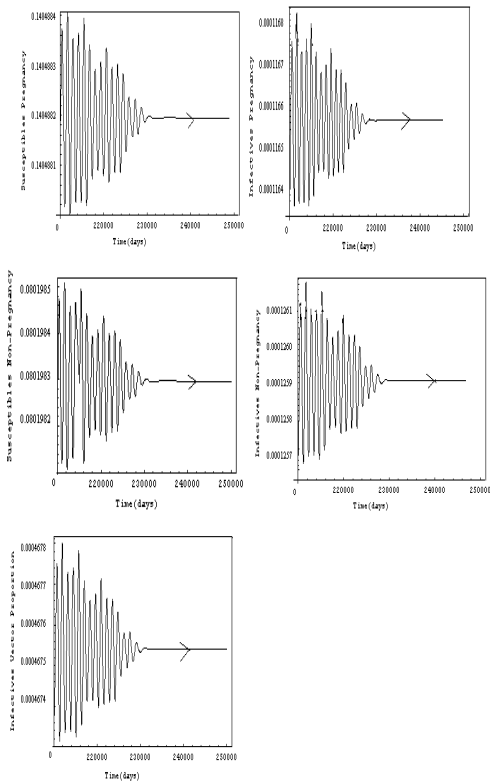 0.1404884
0.1404883
0.1404882
0.1404881
Susceptibles Pregnancy
0 220000 230000 240000 250000
Time(days)
0.0001168
0.0001167
0.0001166
0.0001165
0.0001164
Infectives Pregnancy
0 220000 230000 240000 250000
Time(days)
0.0801985
0.0801984
0.0801983
0.0801982
Susceptibles Non-Pregnancy
220000 230000 240000 250000
Time(days)
0.0001261
0.0001260
0.0001259
0.0001258
0.0001257
Infectives Non-Pregnancy
0 220000 230000 240000 250000
Time(days)
0.0004678
0.0004677
0.0004676
0.0004675
0.0004674
Infectives Vector Proportion
220000 230000 240000 250000
Time(days)